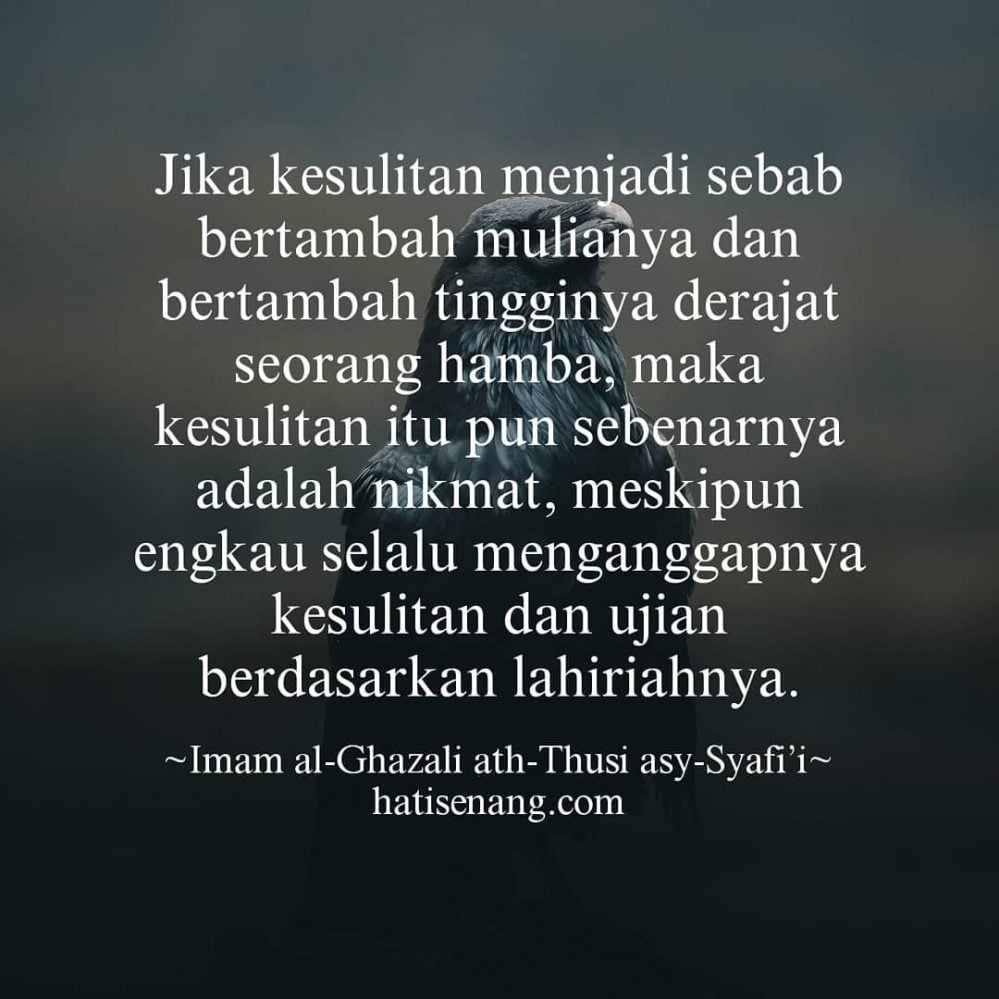 Jika kesulitan menjadi sebab
bertambah mulianya dan
bertambah tingginya derajat
seorang hamba, maka
kesulitan itu pun sebenarnya
adalah nikmat, meskipun
engkau selalu menganggapnya
kesulitan dan ujian
berdasarkan lahiriahnya.
~Imam al-Ghazali ath-Thusi asy-Syafi’i~
hatisenang.com